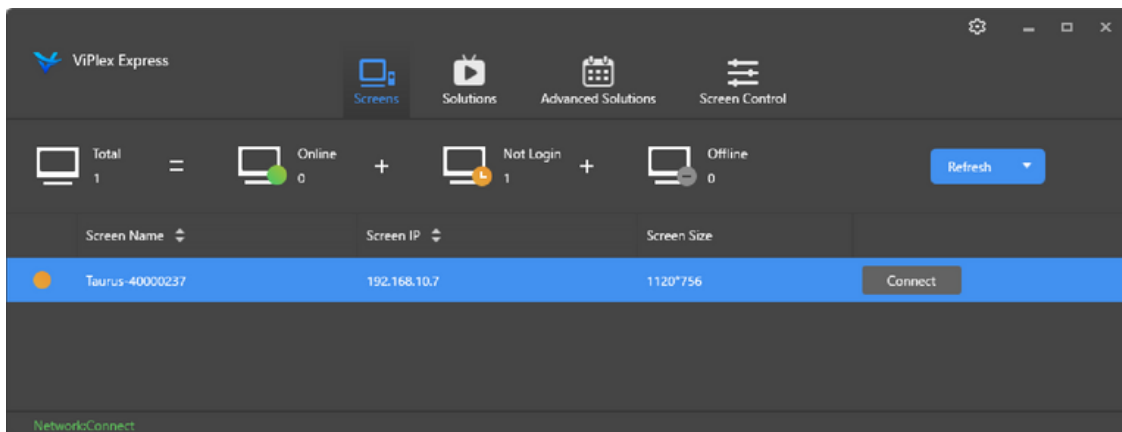 ViPlex Express
Screens
Solutions
Advanced Solutions
Screen Control
Total
1
=
Online
0
+
Not Login
1
+
Offline
0
Refresh
Screen Name
Screen IP
Screen Size
Taurus-40000237
192.168.10.7
1120*756
Connect
Network:Connect